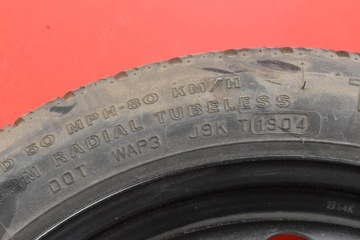 D 50 MPH-80 KM/H
RADIAL TUBELESS
DOT WAP3 J9K T 1904